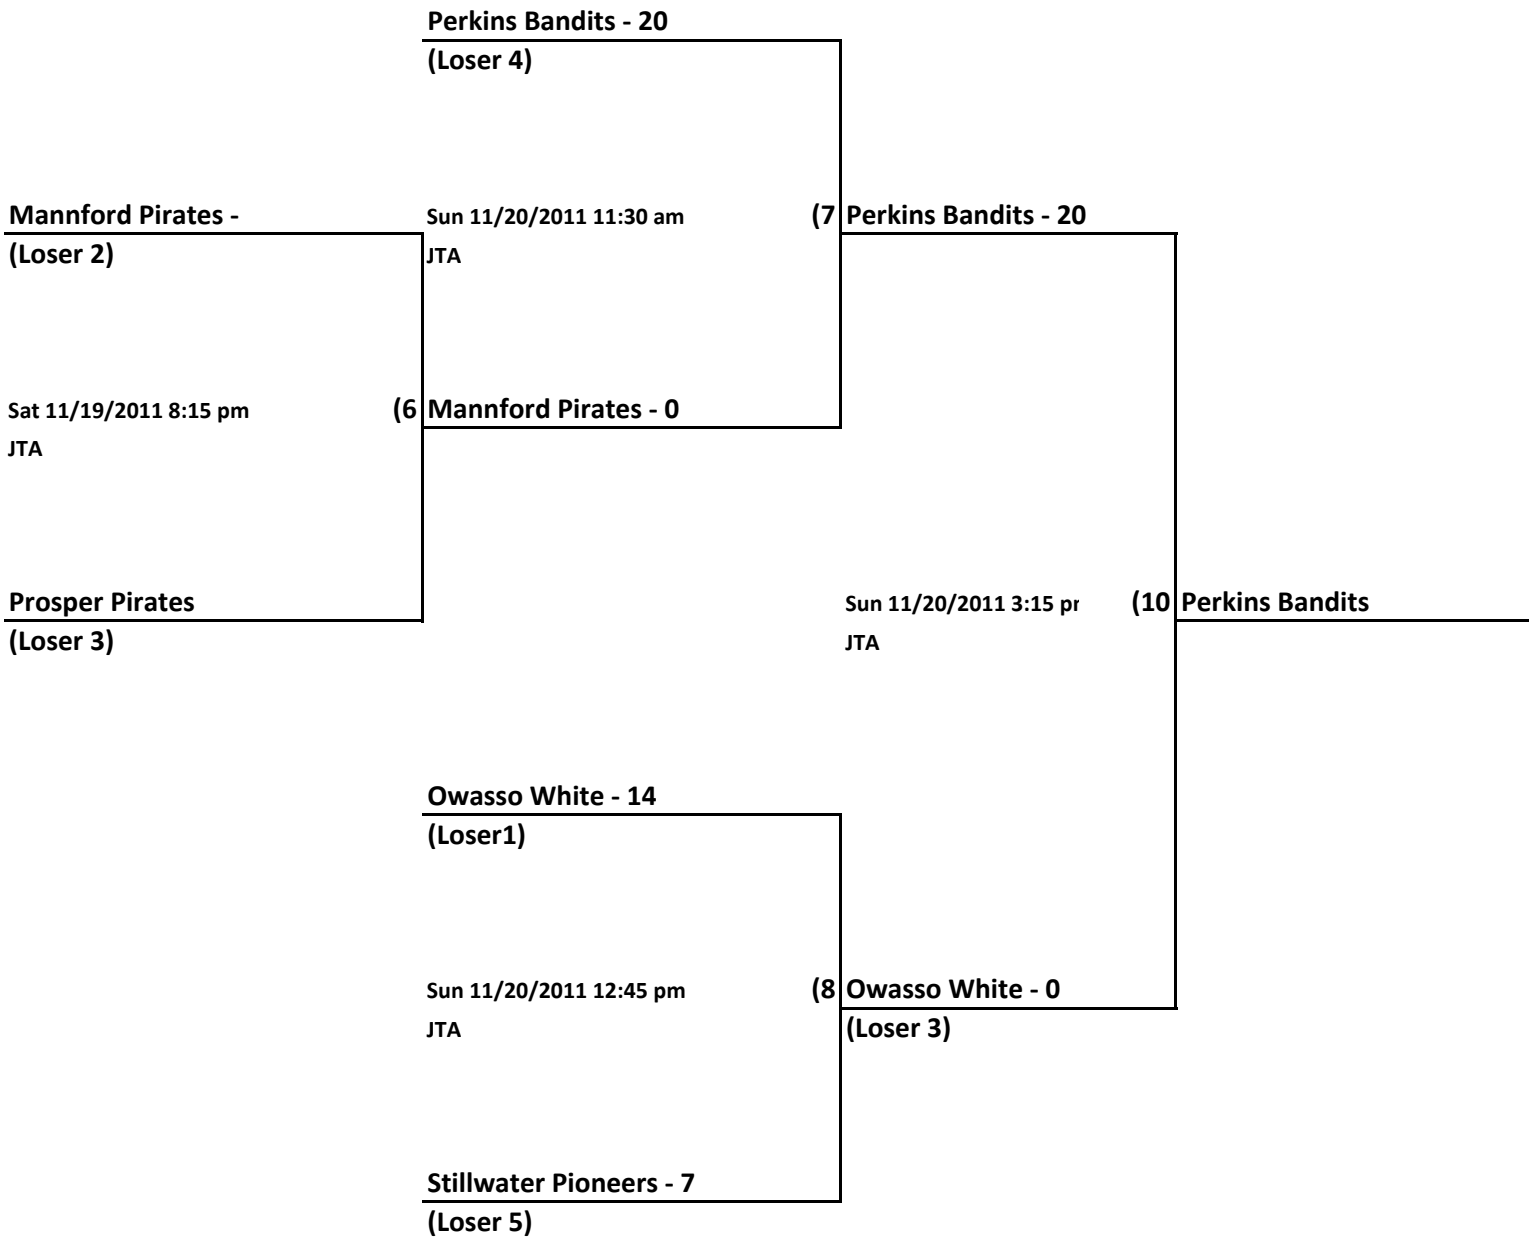 Perkins Bandits - 20
(Loser 4)
Mannford Pirates -
Sun 11/20/2011 11:30 am
(7
Perkins Bandits - 20
(Loser 2)
JTA
Sat 11/19/2011 8:15 pm
(6
Mannford Pirates - 0
JTA
Prosper Pirates
Sun 11/20/2011 3:15 pr
(10
Perkins Bandits
(Loser 3)
JTA
Owasso White - 14
(Loser1)
Sun 11/20/2011 12:45 pm
(8
Owasso White - 0
JTA
(Loser 3)
Stillwater Pioneers - 7
(Loser 5)